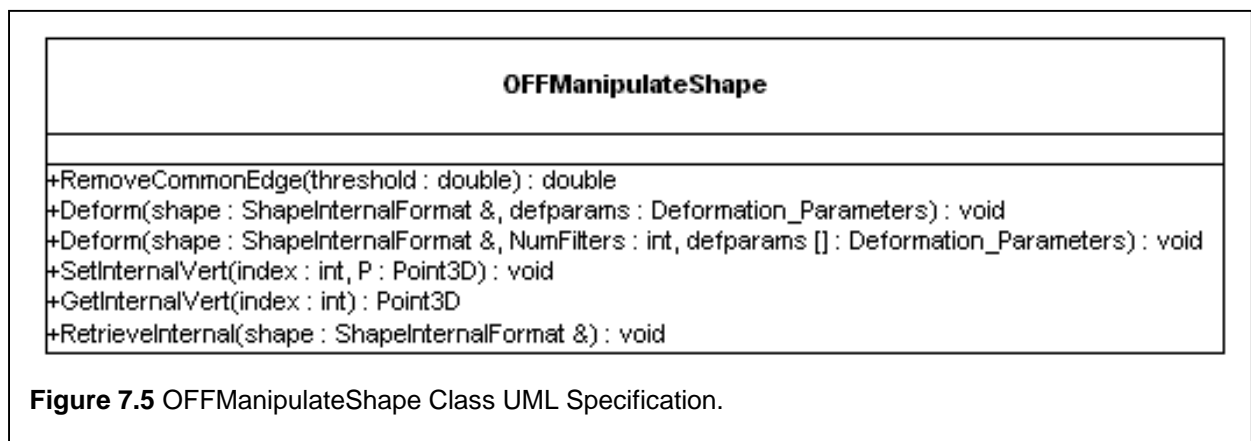 OFFManipulateShape
+RemoveCommonEdge(threshold : double) : double
+Deform(shape : ShapeInternalFormat &, defparams : Deformation_Parameters) : void
+Deform(shape : ShapeInternalFormat &, NumFilters : int, defparams [] : Deformation_Parameters) : void
+SetInternalVert(index : int, P : Point3D) : void
+GetInternalVert(index : int) : Point3D
+RetrieveInternal(shape : ShapeInternalFormat &) : void
Figure 7.5 OFFManipulateShape Class UML Specification.